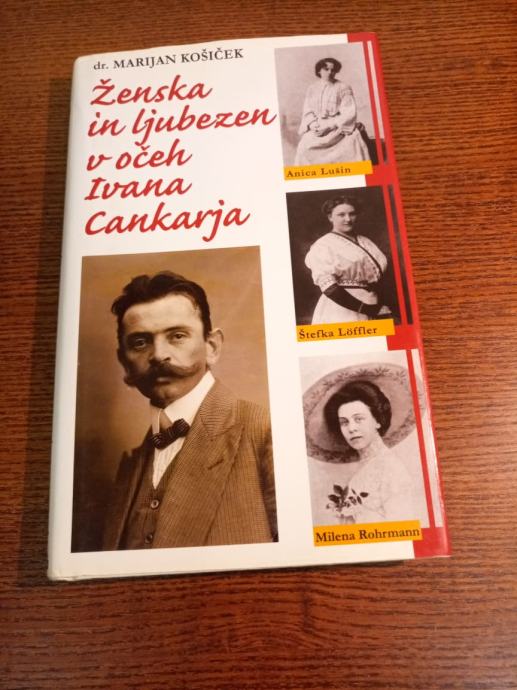 dr. MARIJAN KOŠIČEK
Ženska
in ljubezen
v očeh
Ivana
Cankarja
Anica Lušin
Štefka Löffler
Milena Rohrmann